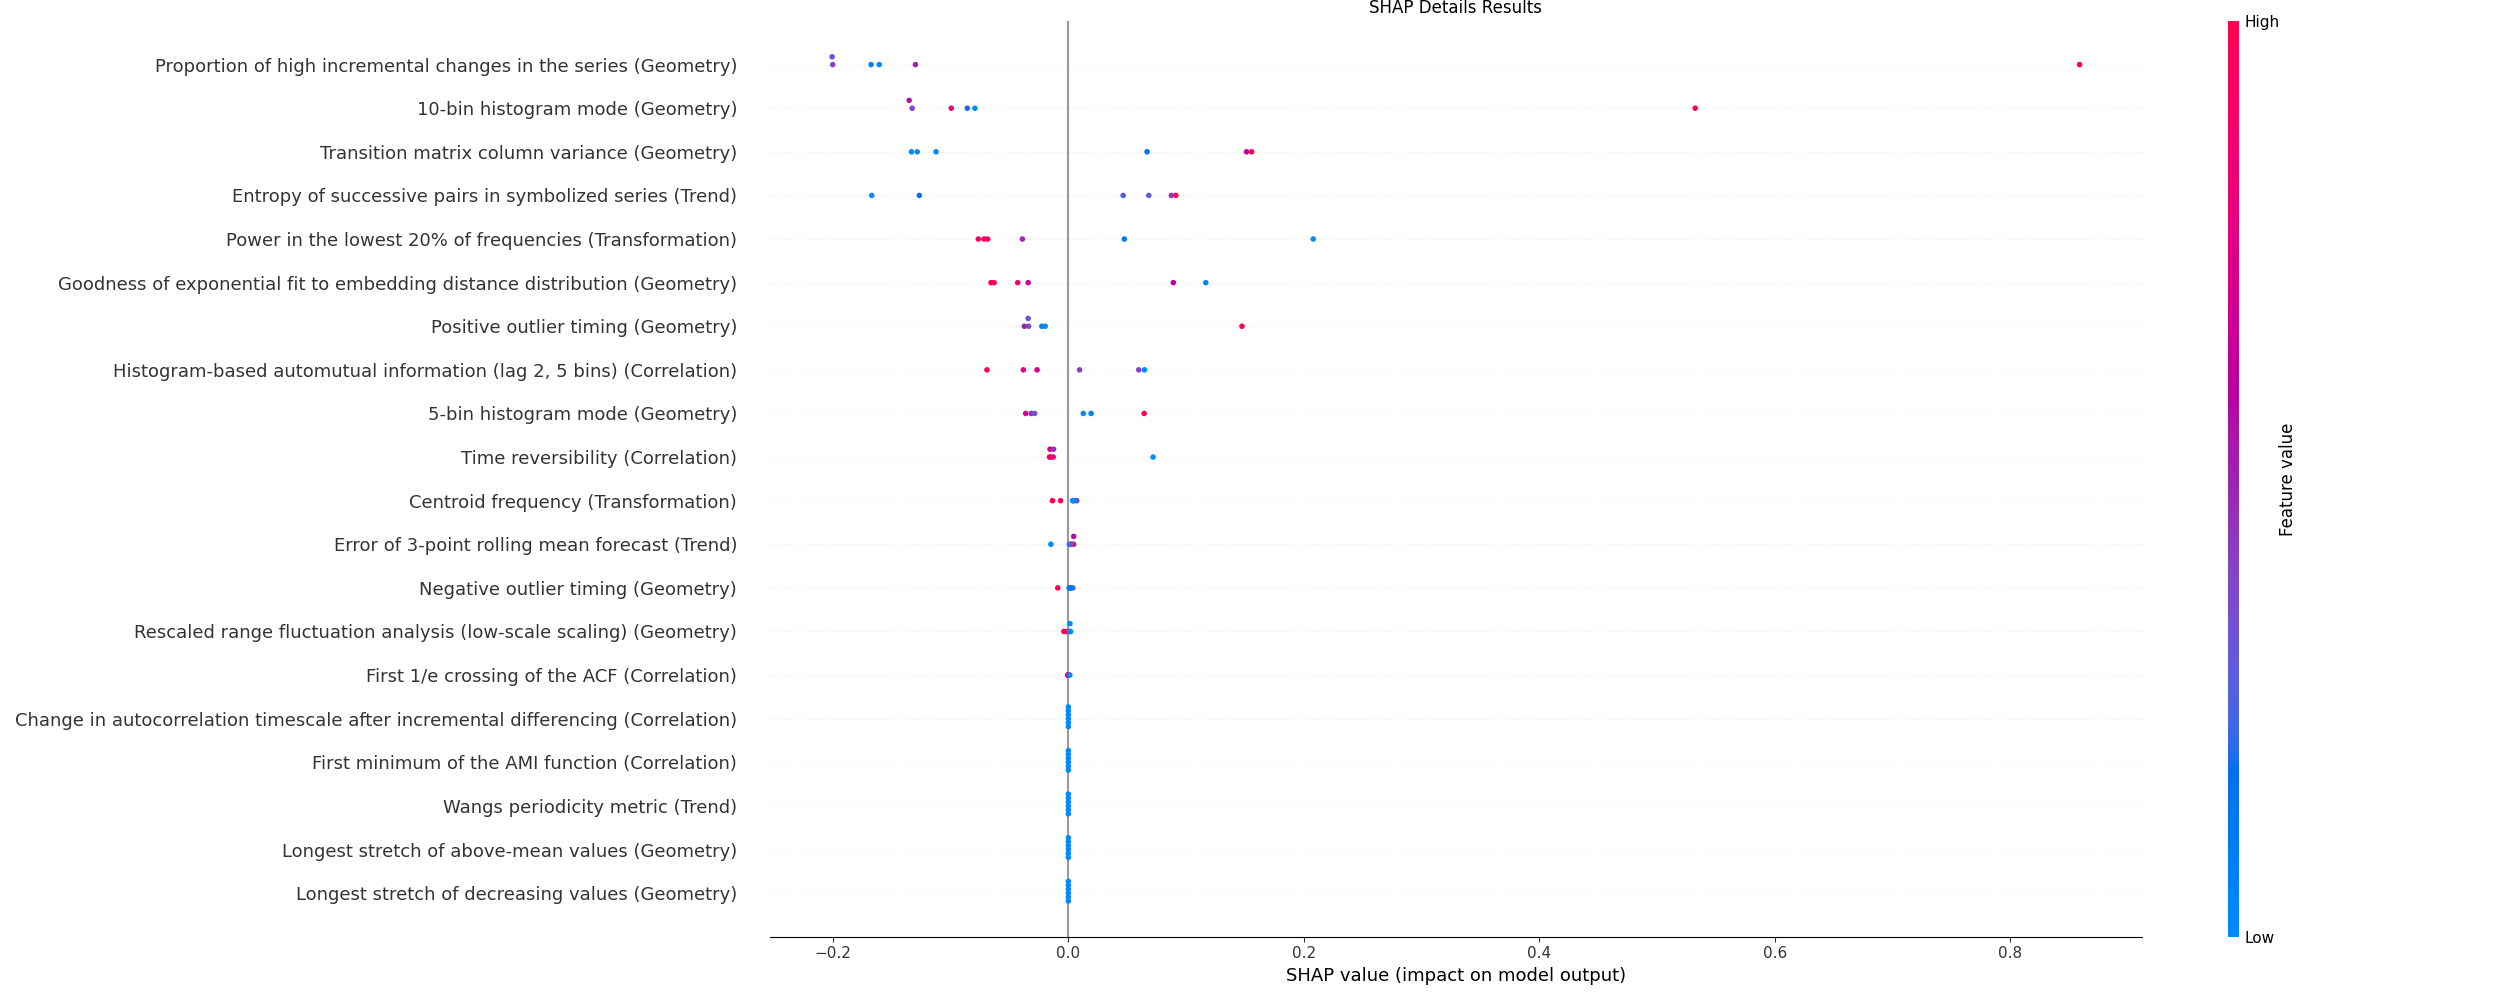 SHAP Details Results
High
Proportion of high incremental changes in the series (Geometry)
10-bin histogram mode (Geometry)
Transition matrix column variance (Geometry)
Entropy of successive pairs in symbolized series (Trend)
Power in the lowest 20% of frequencies (Transformation)
Goodness of exponential fit to embedding distance distribution (Geometry)
Positive outlier timing (Geometry)
Histogram-based automutual information (lag 2, 5 bins) (Correlation)
5-bin histogram mode (Geometry)
Time reversibility (Correlation)
Centroid frequency (Transformation)
Error of 3-point rolling mean forecast (Trend)
Negative outlier timing (Geometry)
Rescaled range fluctuation analysis (low-scale scaling) (Geometry)
First 1/e crossing of the ACF (Correlation)
Change in autocorrelation timescale after incremental differencing (Correlation)
First minimum of the AMI function (Correlation)
Wangs periodicity metric (Trend)
Longest stretch of above-mean values (Geometry)
Longest stretch of decreasing values (Geometry)
Feature value
Low
−0.2 0.0 0.2 0.4 0.6 0.8
SHAP value (impact on model output)